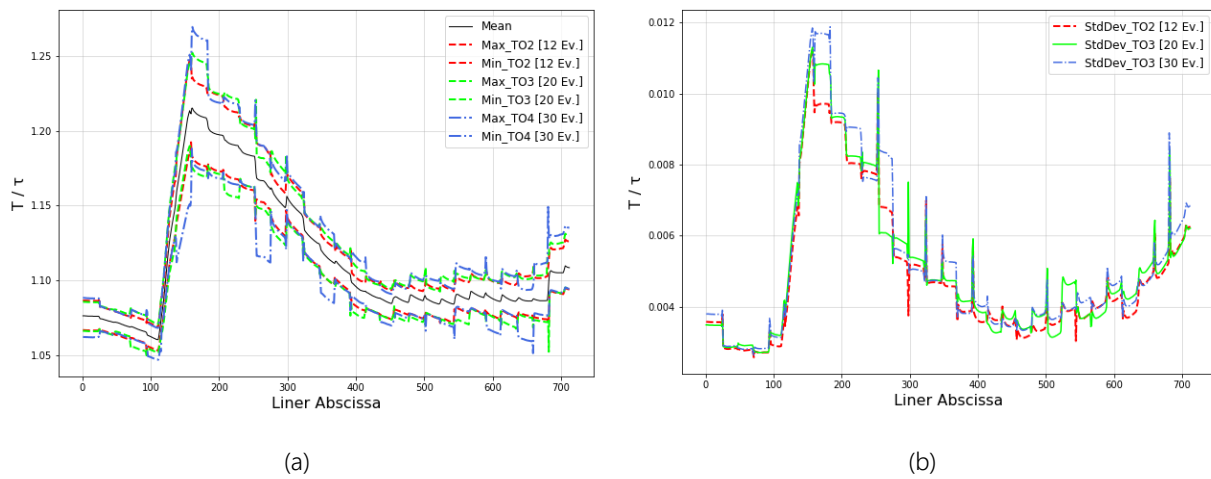 1.25
1.20
1.15
1.10
1.05
T / τ
0 100 200 300 400 500 600 700
Liner Abscissa
Mean
Max_TO2 [12 Ev.]
Min_TO2 [12 Ev.]
Max_TO3 [20 Ev.]
Min_TO3 [20 Ev.]
Max_TO4 [30 Ev.]
Min_TO4 [30 Ev.]
(a)
0.012
0.010
0.008
0.006
0.004
T / τ
0 100 200 300 400 500 600 700
Liner Abscissa
StdDev_TO2 [12 Ev.]
StdDev_TO3 [20 Ev.]
StdDev_TO3 [30 Ev.]
(b)